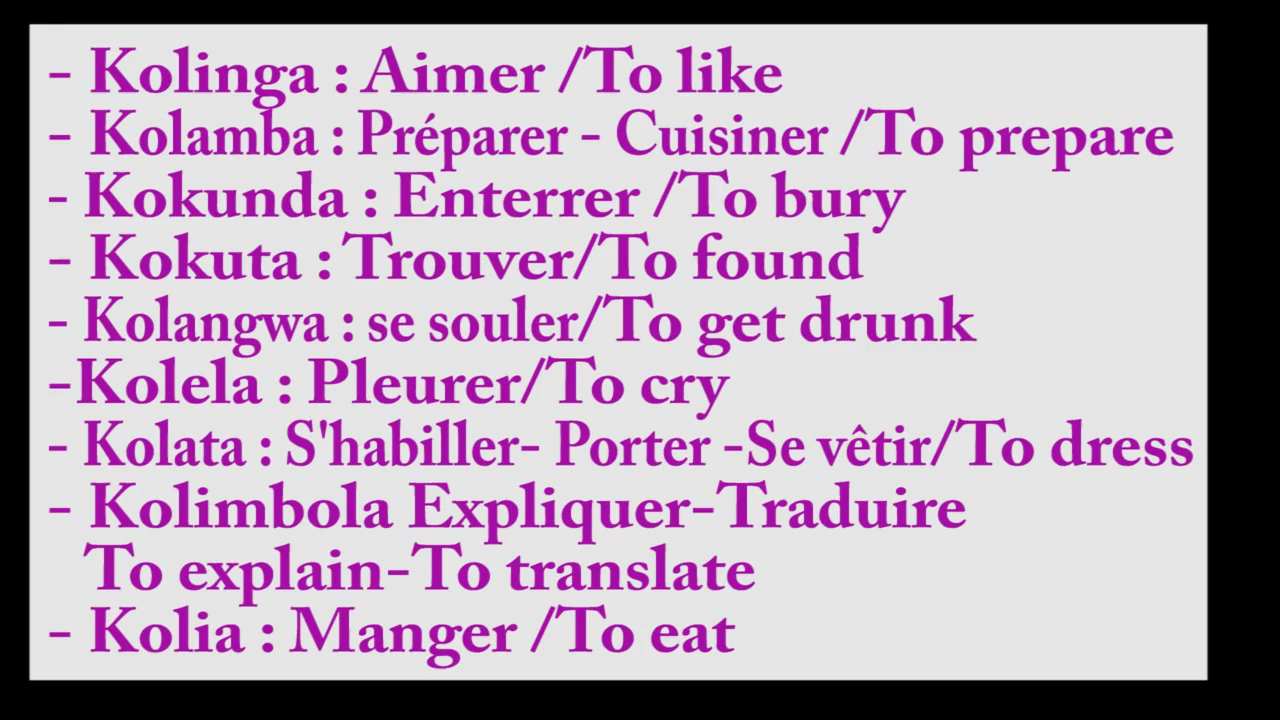 - Kolinga : Aimer /To like
- Kolamba : Préparer - Cuisiner /To prepare
- Kokunda : Enterrer /To bury
- Kokuta : Trouver/To found
- Kolangwa : se souler/To get drunk
-Kolela : Pleurer/To cry
- Kolata : S'habiller- Porter -Se vêtir/To dress
- Kolimbola Expliquer-Traduire
To explain-To translate
- Kolia : Manger /To eat